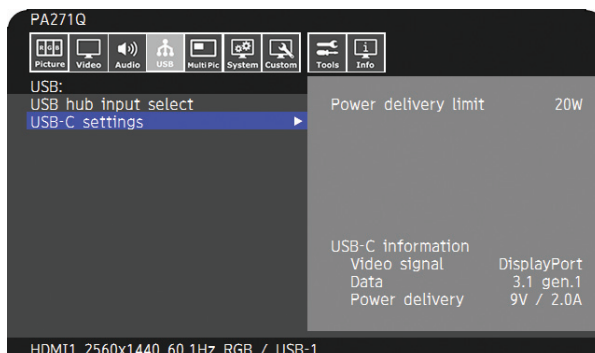 PA271Q
R G B
Picture Video Audio USB Multi Pic System Custom Tools Info
USB:
USB hub input select
USB-C settings
Power delivery limit 20W
USB-C information
Video signal DisplayPort
Data 3.1 gen.1
Power delivery 9V / 2.0A
HDMI1 2560x1440 60.1Hz RGB / USB-1